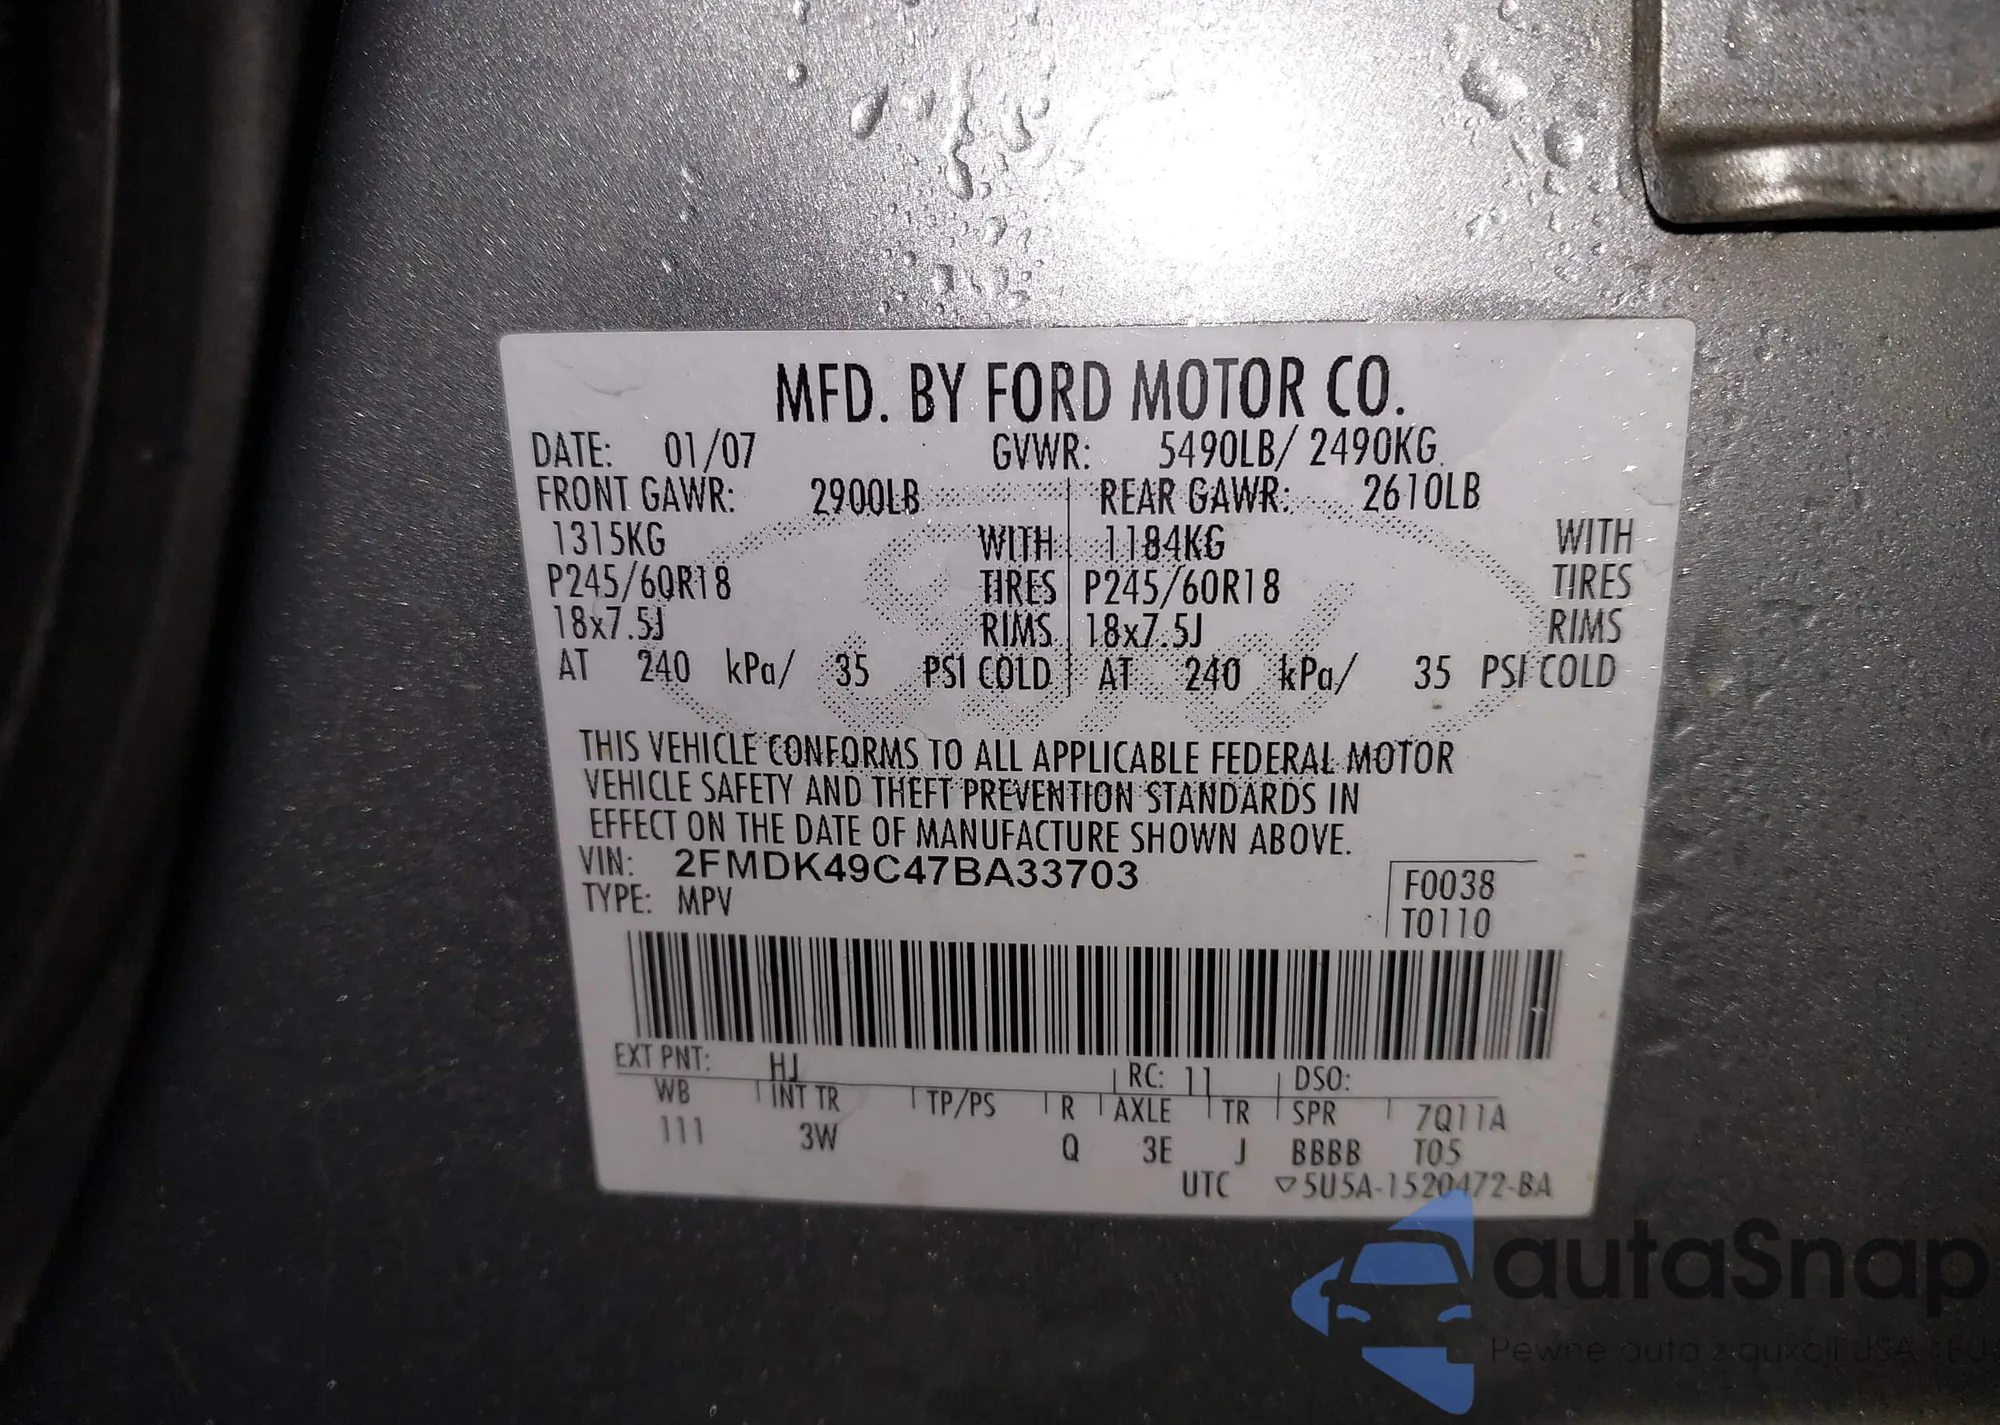 MFD. BY FORD MOTOR CO.
DATE: 01/07 GVWR: 5490LB/ 2490KG
FRONT GAWR: 2900LB REAR GAWR: 2610LB
1315KG WITH 1184KG WITH
P245/60R18 TIRES P245/60R18 TIRES
18x7.5J RIMS 18x7.5J RIMS
AT 240 kPa/ 35 PSI COLD AT 240 kPa/ 35 PSI COLD
THIS VEHICLE CONFORMS TO ALL APPLICABLE FEDERAL MOTOR
VEHICLE SAFETY AND THEFT PREVENTION STANDARDS IN
EFFECT ON THE DATE OF MANUFACTURE SHOWN ABOVE.
VIN: 2FMDK49C47BA33703
TYPE: MPV
F0038
T0110
EXT PNT: HJ RC: 11 DSO:
WB INT TR TP/PS R AXLE TR SPR 7Q11A
111 3W Q 3E J BBBB T05
UTC ▽5U5A-1520472-BA
autaSnap
Pewne auta z aukcji USA i EU